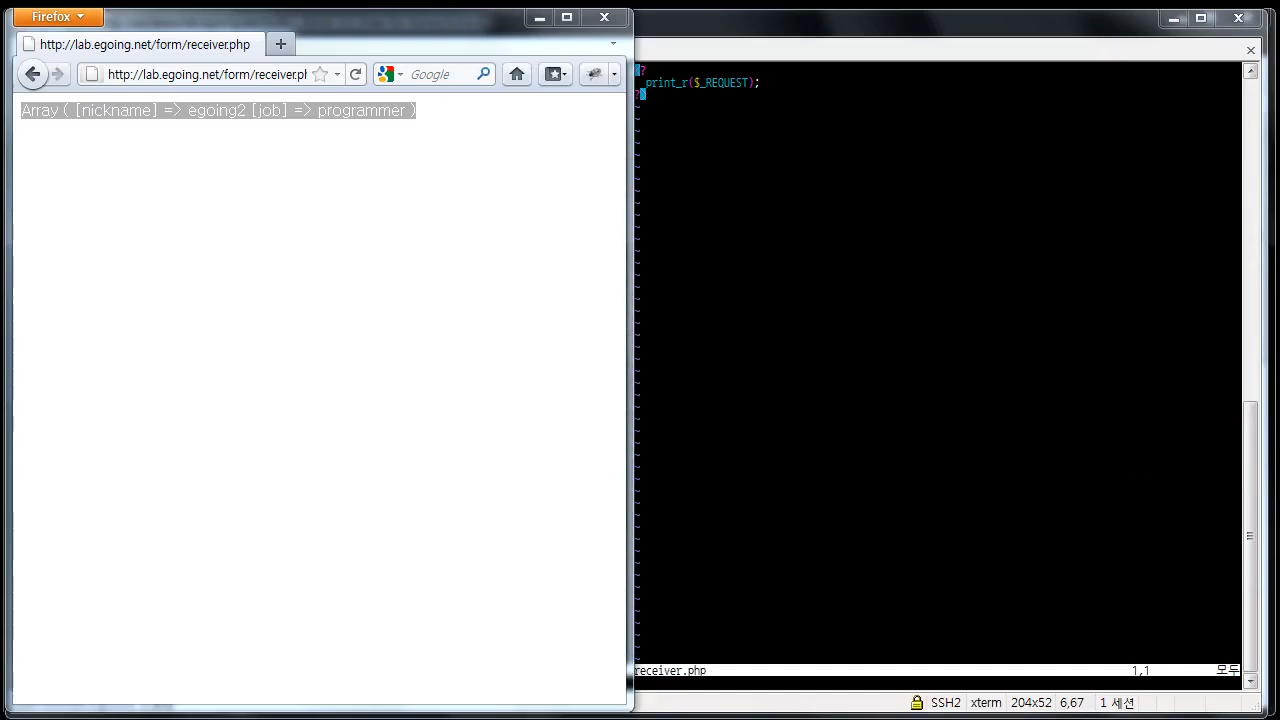 Firefox
http://lab.egoing.net/form/receiver.php
http://lab.egoing.net/form/receiver.pl
Google
Array ( [nickname] => egoing2 [job] => programmer )
?
print_r($_REQUEST);
?>
receiver.php 1,1 모두
SSH2 xterm 204x52 6,67 1 세션